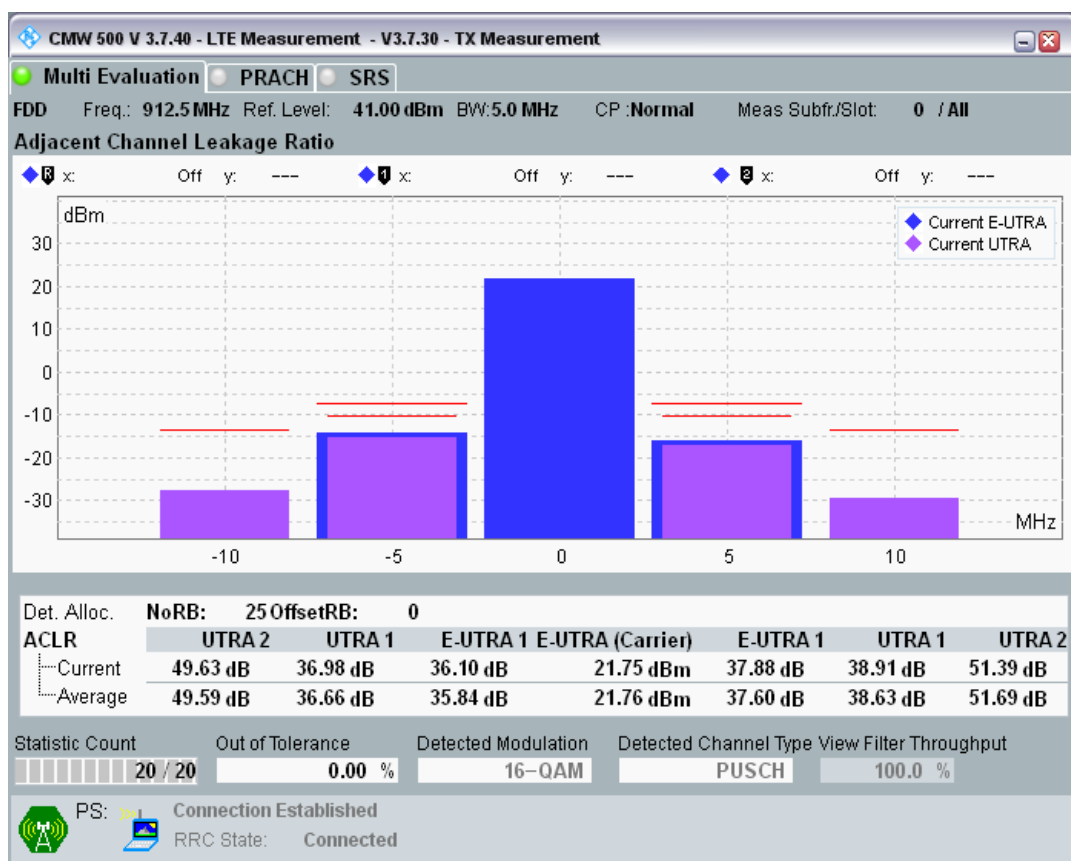 CMW 500 V 3.7.40 - LTE Measurement - V3.7.30 - TX Measurement
Multi Evaluation PRACH SRS
FDD Freq.: 912.5 MHz Ref. Level: 41.00 dBm BW:5.0 MHz CP :Normal Meas Subfr./Slot: 0 / All
Adjacent Channel Leakage Ratio
R x: Off y: --- 1 x: Off y: --- 2 x: Off y: ---
dBm
Current E-UTRA
Current UTRA
30
20
10
0
-10
-20
-30
MHz
-10 -5 0 5 10
Det. Alloc. NoRB: 25 OffsetRB: 0
ACLR UTRA 2 UTRA 1 E-UTRA 1 E-UTRA (Carrier) E-UTRA 1 UTRA 1 UTRA 2
Current 49.63 dB 36.98 dB 36.10 dB 21.75 dBm 37.88 dB 38.91 dB 51.39 dB
Average 49.59 dB 36.66 dB 35.84 dB 21.76 dBm 37.60 dB 38.63 dB 51.69 dB
Statistic Count Out of Tolerance Detected Modulation Detected Channel Type View Filter Throughput
20 / 20 0.00 % 16-QAM PUSCH 100.0 %
PS: Connection Established
RRC State: Connected